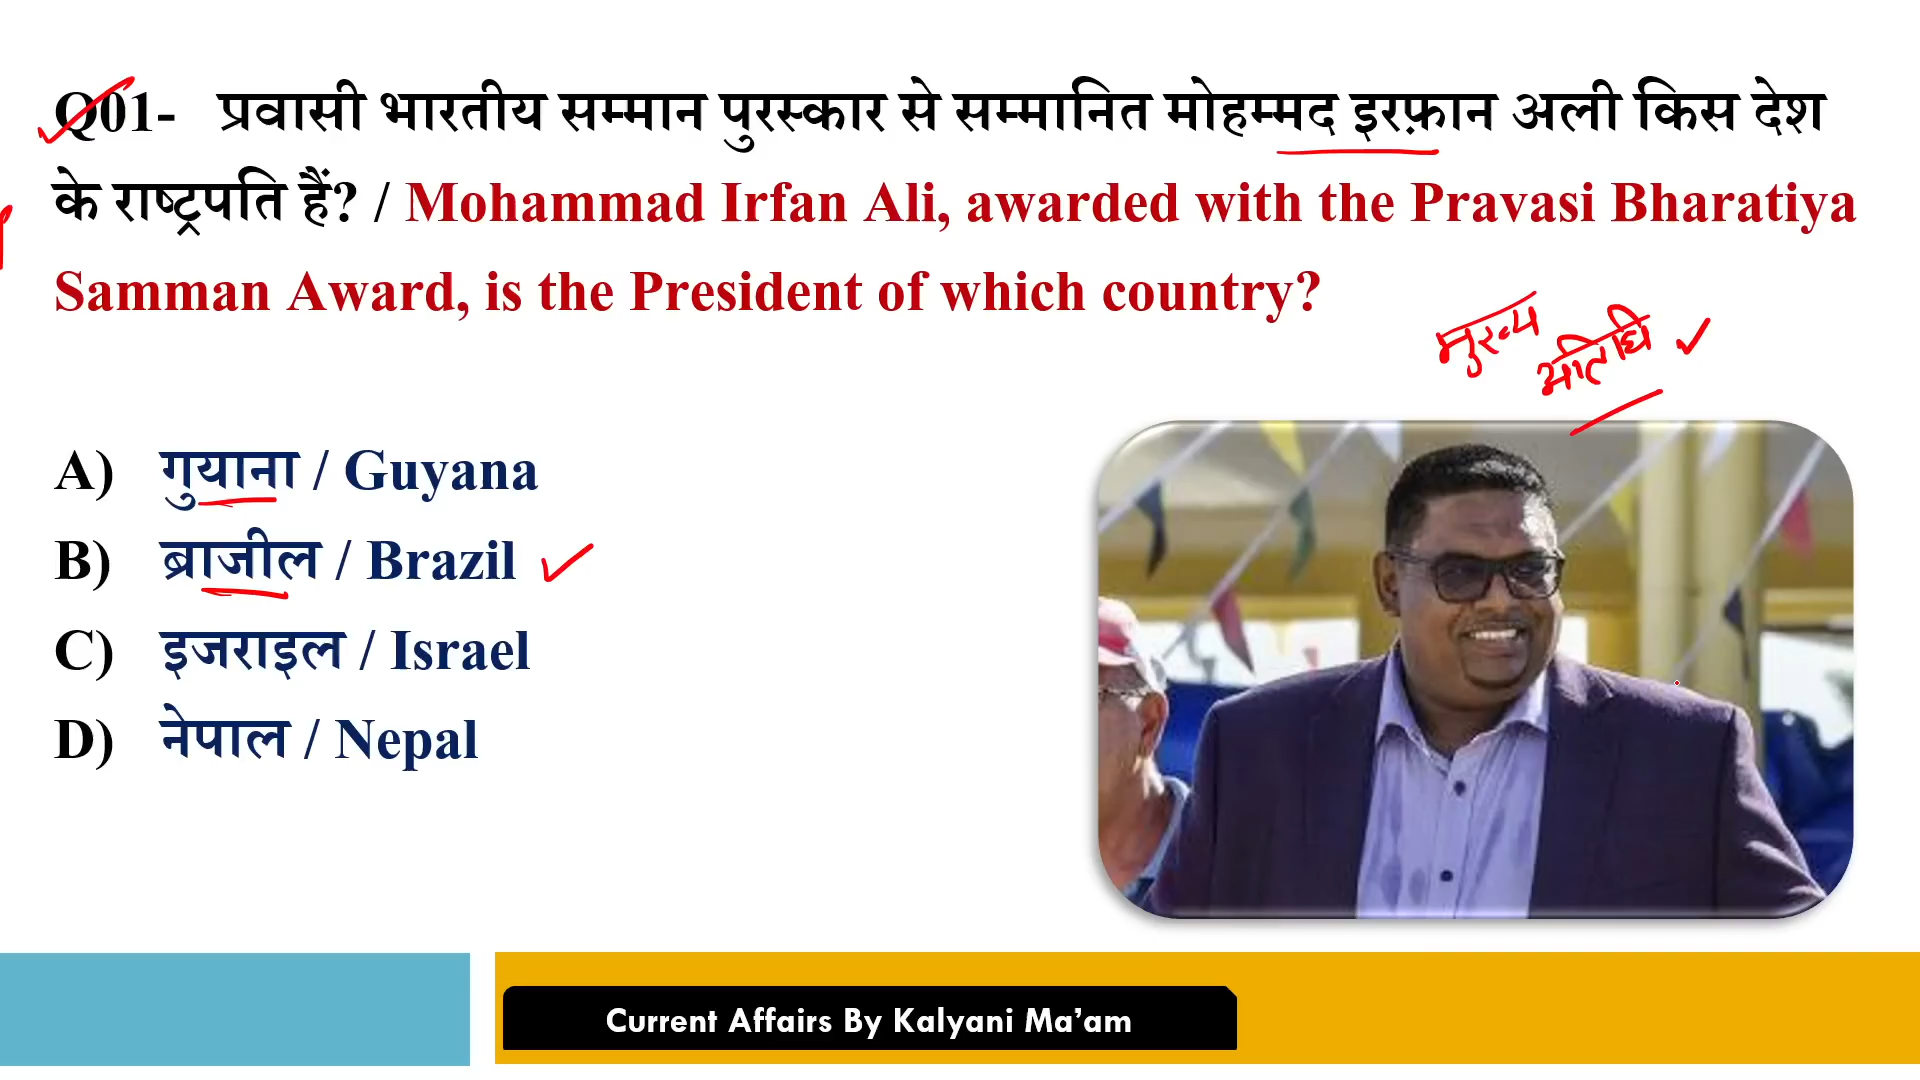 Q01- प्रवासी भारतीय सम्मान पुरस्कार से सम्मानित मोहम्मद इरफ़ान अली किस देश
के राष्ट्रपति हैं? / Mohammad Irfan Ali, awarded with the Pravasi Bharatiya
Samman Award, is the President of which country?
मुख्य
अतिथि
A) गुयाना / Guyana
B) ब्राजील / Brazil
C) इजराइल / Israel
D) नेपाल / Nepal
Current Affairs By Kalyani Ma’am